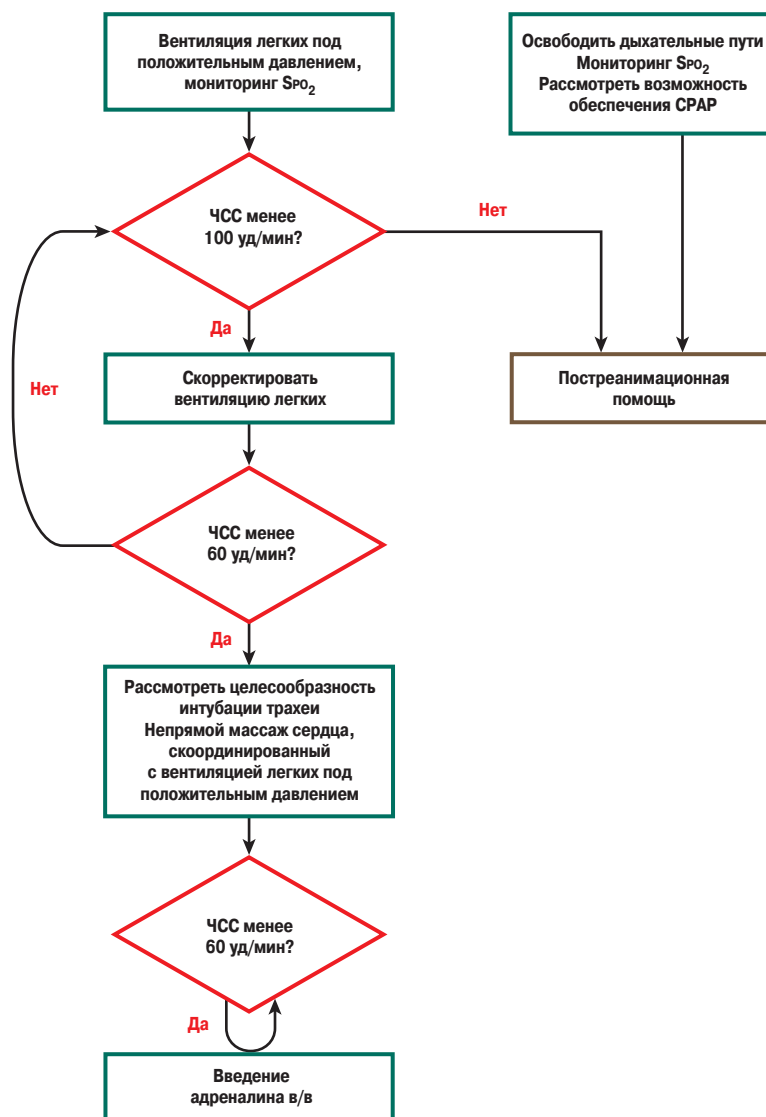 Вентиляция легких под
положительным давлением,
мониторинг SPO2
Освободить дыхательные пути
Мониторинг SPO2
Рассмотреть возможность
обеспечения CPAP
ЧСС менее
100 уд/мин?
Нет
Да
Скорректировать
вентиляцию легких
Постреанимационная
помощь
Нет
ЧСС менее
60 уд/мин?
Да
Рассмотреть целесообразность
интубации трахеи
Непрямой массаж сердца,
скоординированный
с вентиляцией легких под
положительным давлением
ЧСС менее
60 уд/мин?
Да
Введение
адреналина в/в